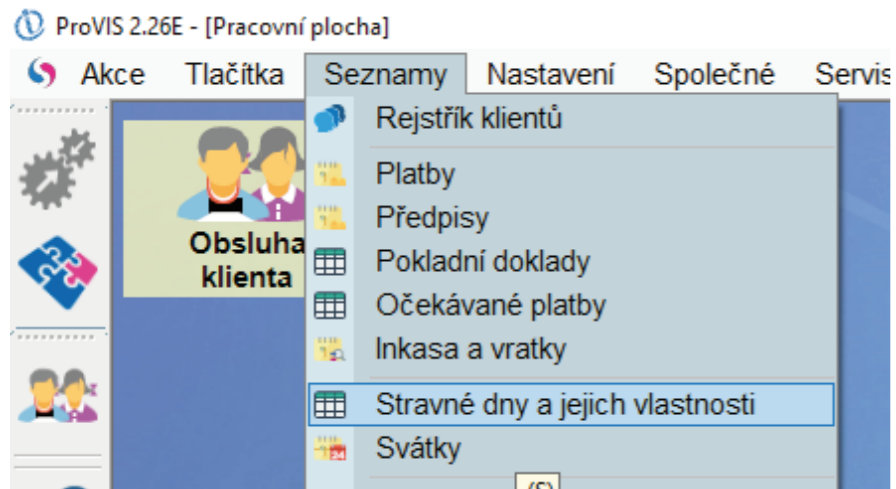 ProVIS 2.26E - [Pracovní plocha]
Akce Tlačítka Seznamy Nastavení Společné Servis
Rejstřík klientů
Platby
Předpisy
Obsluha
klienta
Pokladní doklady
Očekávané platby
Inkasa a vratky
Stravné dny a jejich vlastnosti
Svátky